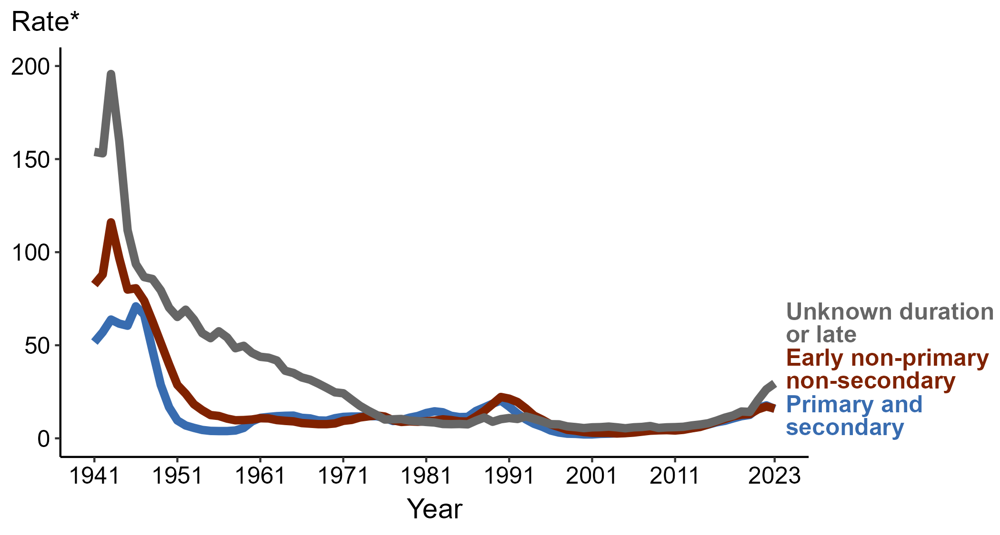 Rate*
200
150
100
50
0
1941 1951 1961 1971 1981 1991 2001 2011 2023
Year
Unknown duration
or late
Early non-primary
non-secondary
Primary and
secondary